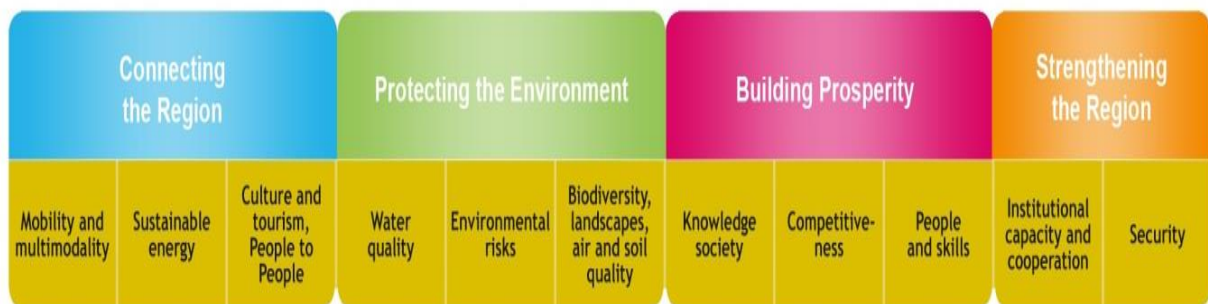 Connecting
the Region
Protecting the Environment
Building Prosperity
Strengthening
the Region
Mobility and
multimodality
Sustainable
energy
Culture and
tourism,
People to
People
Water
quality
Environmental
risks
Biodiversity,
landscapes,
air and soil
quality
Knowledge
society
Competitive-
ness
People
and skills
Institutional
capacity and
cooperation
Security